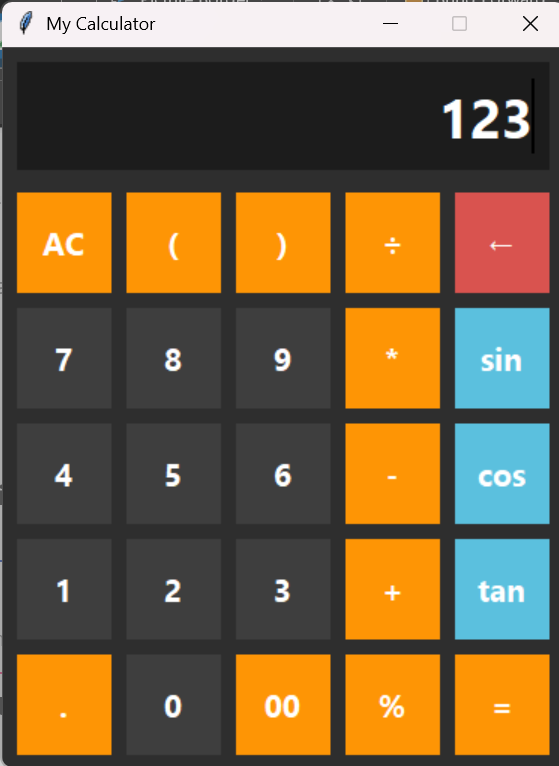 My Calculator
123
AC ( ) ÷ ←
7 8 9 * sin
4 5 6 - cos
1 2 3 + tan
. 0 00 % =